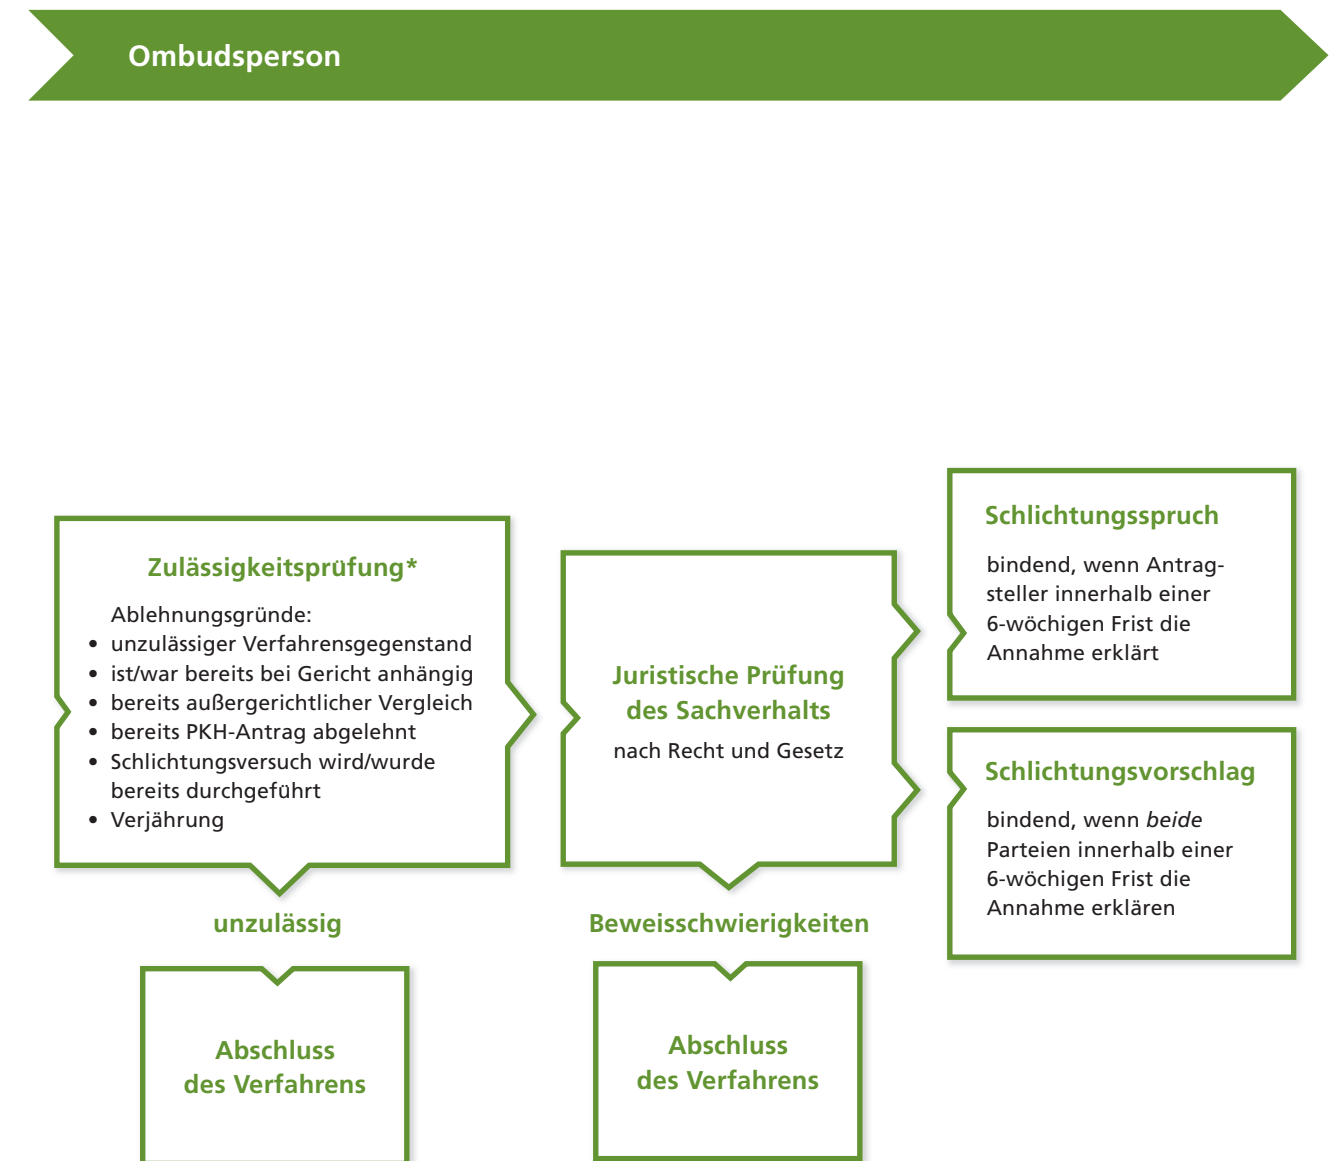 Ombudsperson
Zulässigkeitsprüfung*
Ablehnungsgründe:
• unzulässiger Verfahrensgegenstand
• ist/war bereits bei Gericht anhängig
• bereits außergerichtlicher Vergleich
• bereits PKH-Antrag abgelehnt
• Schlichtungsversuch wird/wurde
bereits durchgeführt
• Verjährung
unzulässig
Abschluss
des Verfahrens
Juristische Prüfung
des Sachverhalts
nach Recht und Gesetz
Beweisschwierigkeiten
Abschluss
des Verfahrens
Schlichtungsspruch
bindend, wenn Antrag-
steller innerhalb einer
6-wöchigen Frist die
Annahme erklärt
Schlichtungsvorschlag
bindend, wenn beide
Parteien innerhalb einer
6-wöchigen Frist die
Annahme erklären